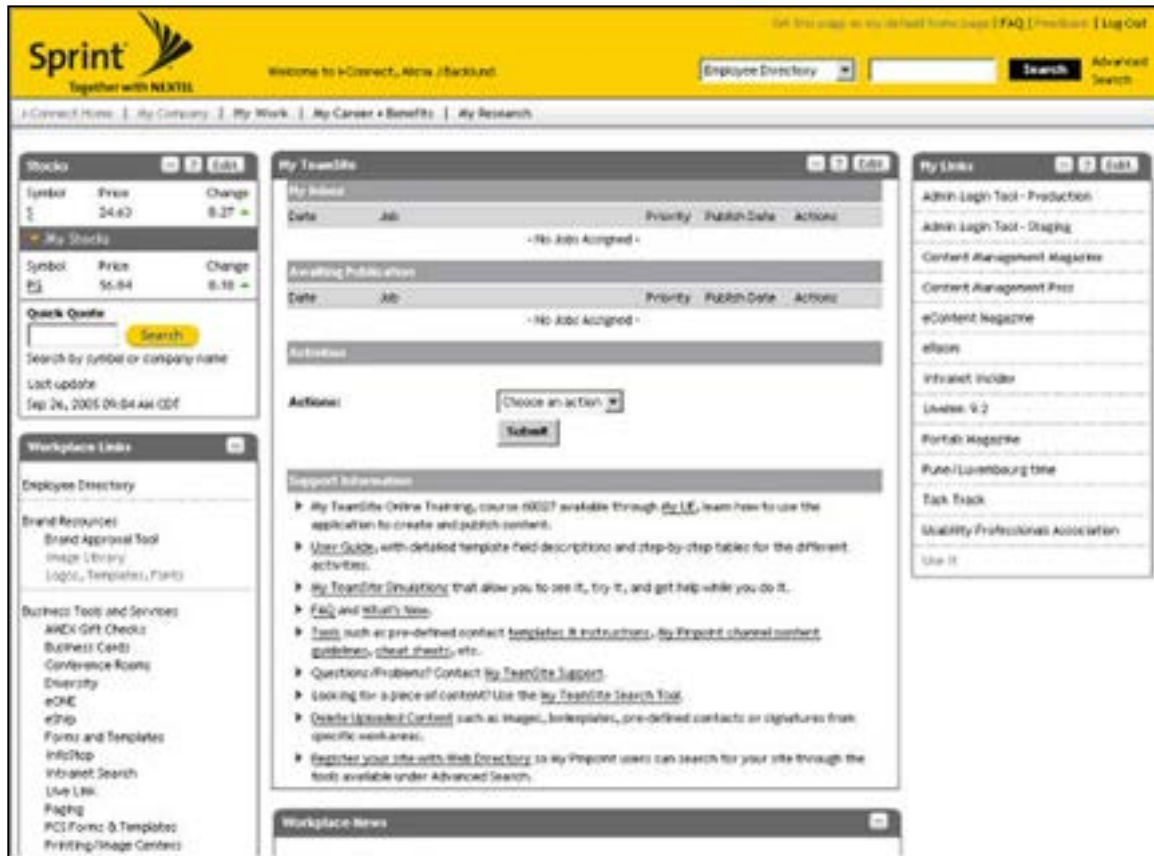 Set this page as my default home page | FAQ | Feedback | Log Out
Sprint
Together with NEXTEL
Welcome to i-Connect, Alicia J Backlund.
Employee Directory
Search
Advanced Search
i-Connect Home | My Company | My Work | My Career + Benefits | My Research
Stocks
Edit
Symbol Price Change
S 24.63 0.27
My Stocks
Symbol Price Change
56.84
Quick Quote
Search
Search by symbol or company name
Last update
Sep 26, 2005 09:04 AM CDT
Workplace Links
Employee Directory
Brand Resources
Brand Approval Tool
Image Library
Logos, Templates, Fonts
Business Tools and Services
AMEX Gift Checks
Business Cards
Conference Rooms
Diversity
eONE
eShip
Forms and Templates
InfoStop
Intranet Search
Live Link
Paging
PCS Forms & Templates
Printing/Image Centers
My TeamSite
Edit
My Inbox
Date Job Priority Publish Date Actions
- No Jobs Assigned -
Awaiting Publication
Date Job Priority Publish Date Actions
- No Jobs Assigned -
Activities
Actions:
Choose an action
Submit
Support Information
My TeamSite Online Training, course 60027 available through My UE, learn how to use the
application to create and publish content.
User Guide, with detailed template field descriptions and step-by-step tables for the different
activities.
My TeamSite Simulations that allow you to see it, try it, and get help while you do it.
FAQ and What's New.
Tools such as pre-defined contact templates & instructions, My Pinpoint channel content
guidelines, cheat sheets, etc.
Questions/Problems? Contact My TeamSite Support.
Looking for a piece of content? Use the My TeamSite Search Tool.
Delete Uploaded Content such as images, boilerplates, pre-defined contacts or signatures from
specific work areas.
Register your site with Web Directory so My Pinpoint users can search for your site through the
tools available under Advanced Search.
Workplace News
My Links
Edit
Admin Login Tool - Production
Admin Login Tool - Staging
Content Management Magazine
Content Management Pros
eContent Magazine
Intranet Insider
9.2
Portals Magazine
Pune/Luxembourg time
Task Track
Usability Professionals Association
Use It